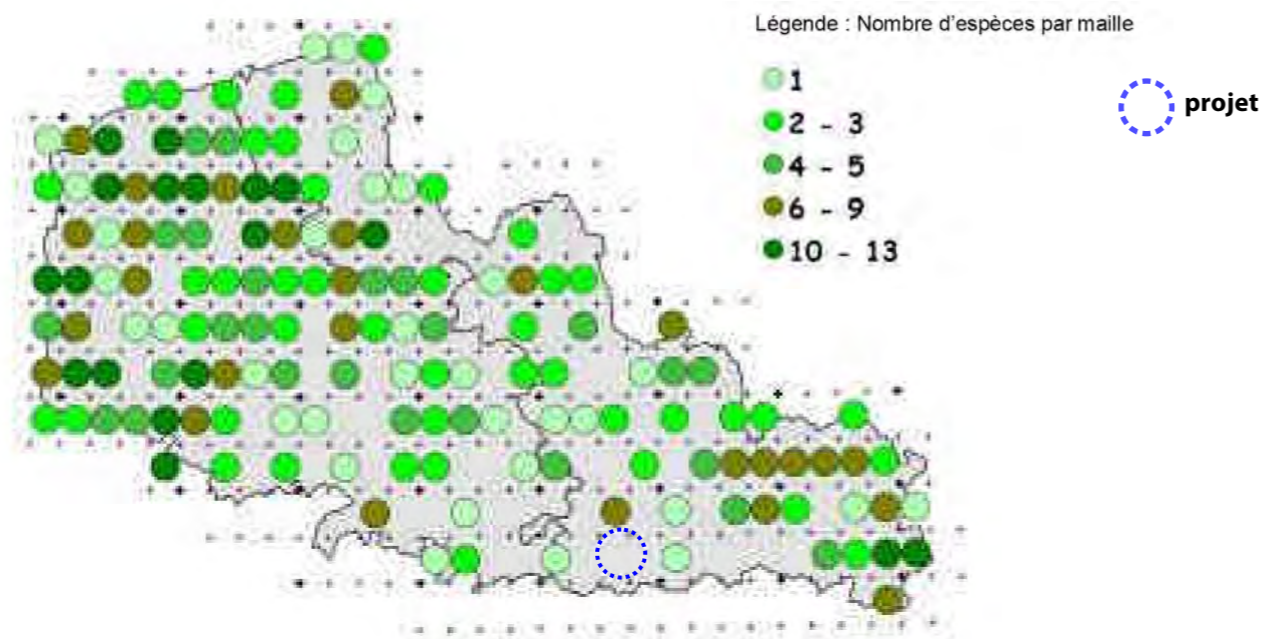 Légende : Nombre d'espèces par maille
1
2 - 3
4 - 5
6 - 9
10 - 13
projet